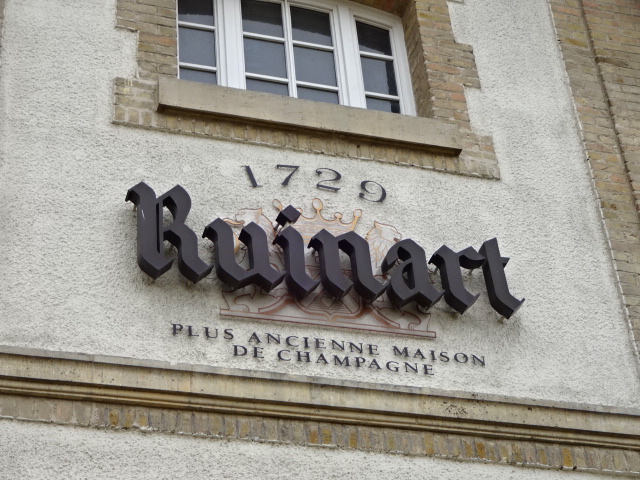 1729
Ruinart
PLUS ANCIENNE MAISON
DE CHAMPAGNE